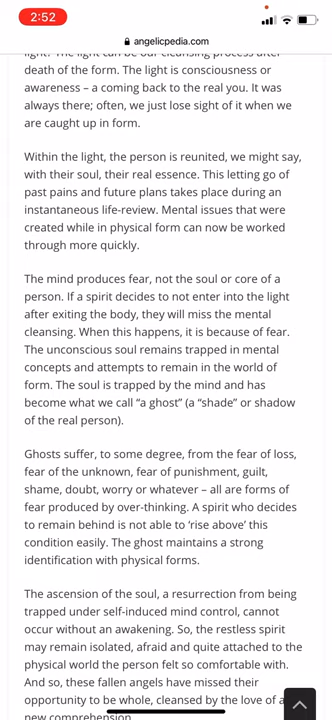 2:52
angelicpedia.com
light? The light can be our cleansing process after
death of the form. The light is consciousness or
awareness – a coming back to the real you. It was
always there; often, we just lose sight of it when we
are caught up in form.
Within the light, the person is reunited, we might say,
with their soul, their real essence. This letting go of
past pains and future plans takes place during an
instantaneous life-review. Mental issues that were
created while in physical form can now be worked
through more quickly.
The mind produces fear, not the soul or core of a
person. If a spirit decides to not enter into the light
after exiting the body, they will miss the mental
cleansing. When this happens, it is because of fear.
The unconscious soul remains trapped in mental
concepts and attempts to remain in the world of
form. The soul is trapped by the mind and has
become what we call “a ghost” (a “shade” or shadow
of the real person).
Ghosts suffer, to some degree, from the fear of loss,
fear of the unknown, fear of punishment, guilt,
shame, doubt, worry or whatever – all are forms of
fear produced by over-thinking. A spirit who decides
to remain behind is not able to ‘rise above’ this
condition easily. The ghost maintains a strong
identification with physical forms.
The ascension of the soul, a resurrection from being
trapped under self-induced mind control, cannot
occur without an awakening. So, the restless spirit
may remain isolated, afraid and quite attached to the
physical world the person felt so comfortable with.
And so, these fallen angels have missed their
opportunity to be whole, cleansed by the love of a
new comprehension